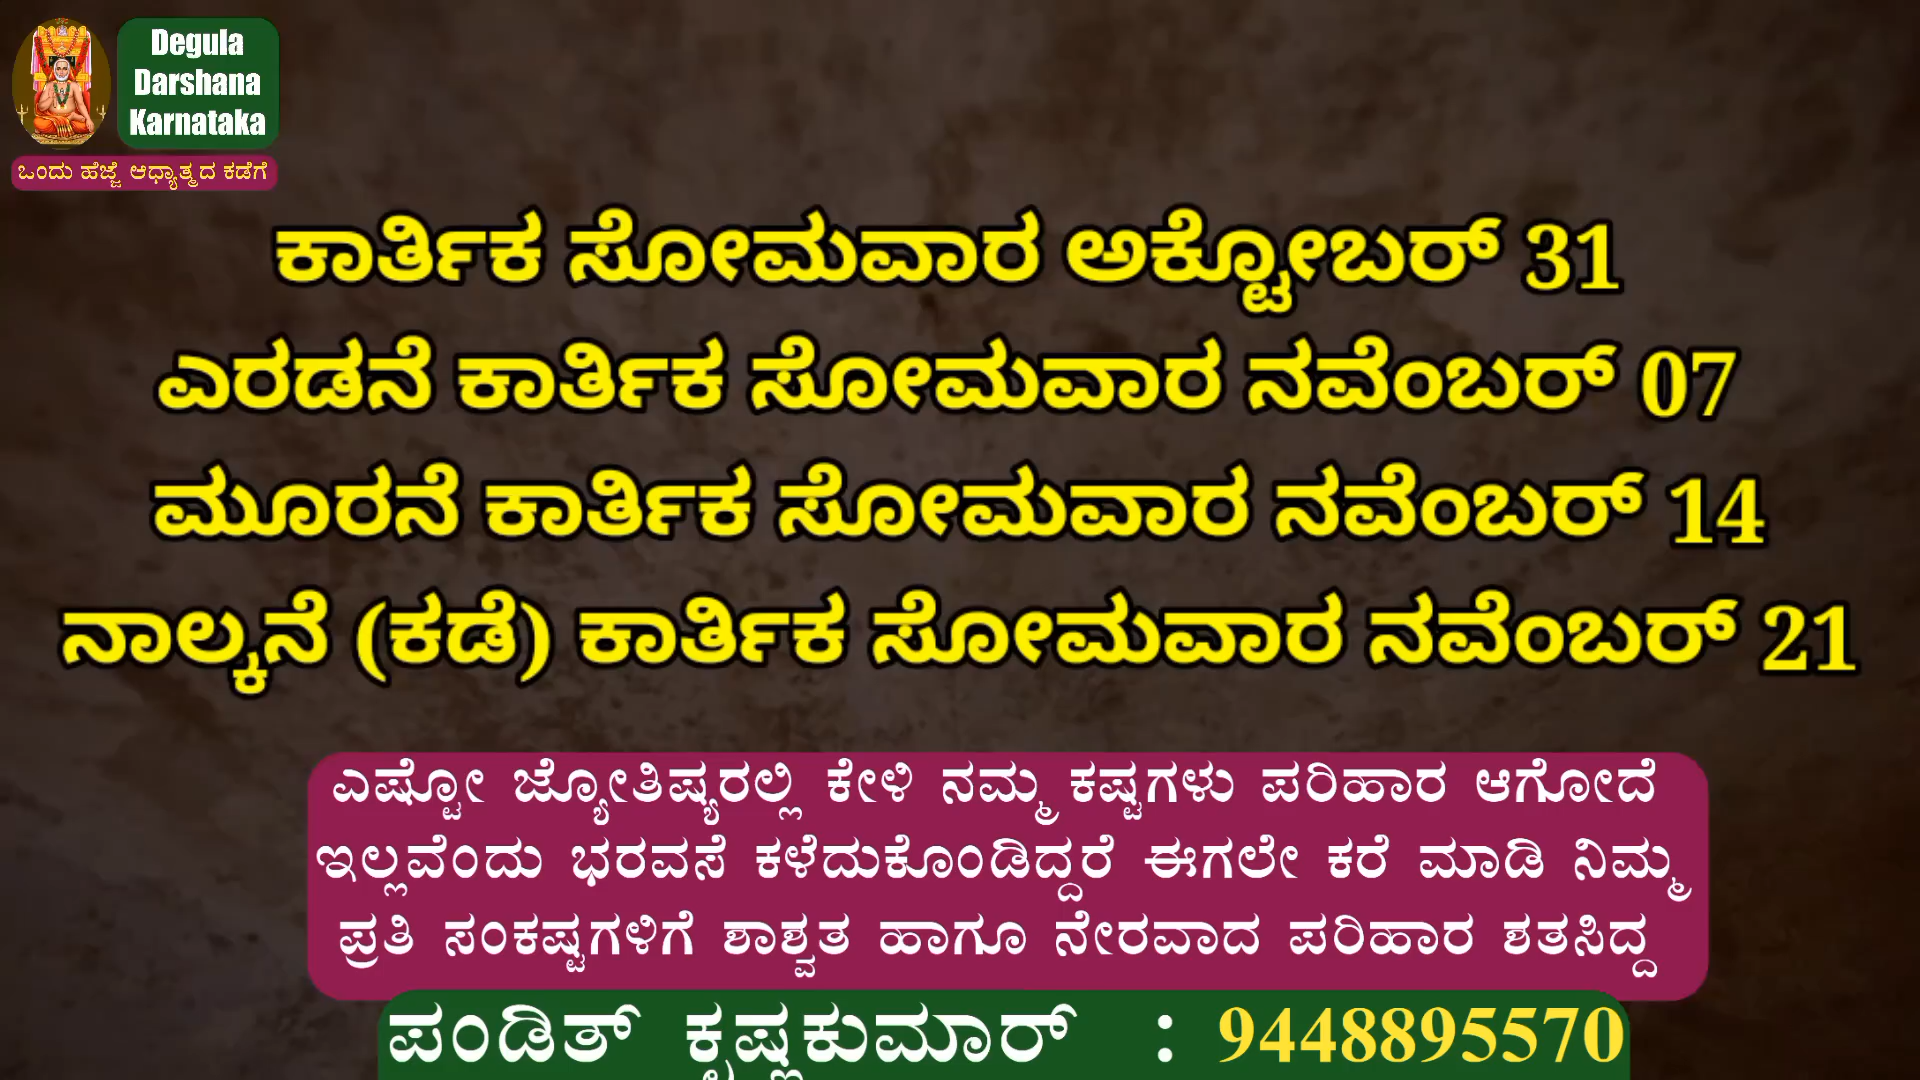 Degula
Darshana
Karnataka
ಒಂದು ಹೆಜ್ಜೆ ಆಧ್ಯಾತ್ಮದ ಕಡೆಗೆ
ಕಾರ್ತಿಕ ಸೋಮವಾರ ಅಕ್ಟೋಬರ್ 31
ಎರಡನೆ ಕಾರ್ತಿಕ ಸೋಮವಾರ ನವೆಂಬರ್ 07
ಮೂರನೆ ಕಾರ್ತಿಕ ಸೋಮವಾರ ನವೆಂಬರ್ 14
ನಾಲ್ಕನೆ (ಕಡೆ) ಕಾರ್ತಿಕ ಸೋಮವಾರ ನವೆಂಬರ್ 21
ಎಷ್ಟೋ ಜ್ಯೋತಿಷ್ಯರಲ್ಲಿ ಕೇಳಿ ನಮ್ಮ ಕಷ್ಟಗಳು ಪರಿಹಾರ ಆಗೋದೆ
ಇಲ್ಲವೆಂದು ಭರವಸೆ ಕಳೆದುಕೊಂಡಿದ್ದರೆ ಈಗಲೇ ಕರೆ ಮಾಡಿ ನಿಮ್ಮ
ಪ್ರತಿ ಸಂಕಷ್ಟಗಳಿಗೆ ಶಾಶ್ವತ ಹಾಗೂ ನೇರವಾದ ಪರಿಹಾರ ಶತಸಿದ್ದ
ಪಂಡಿತ್ ಕೃಷ್ಣಕುಮಾರ್ : 9448895570